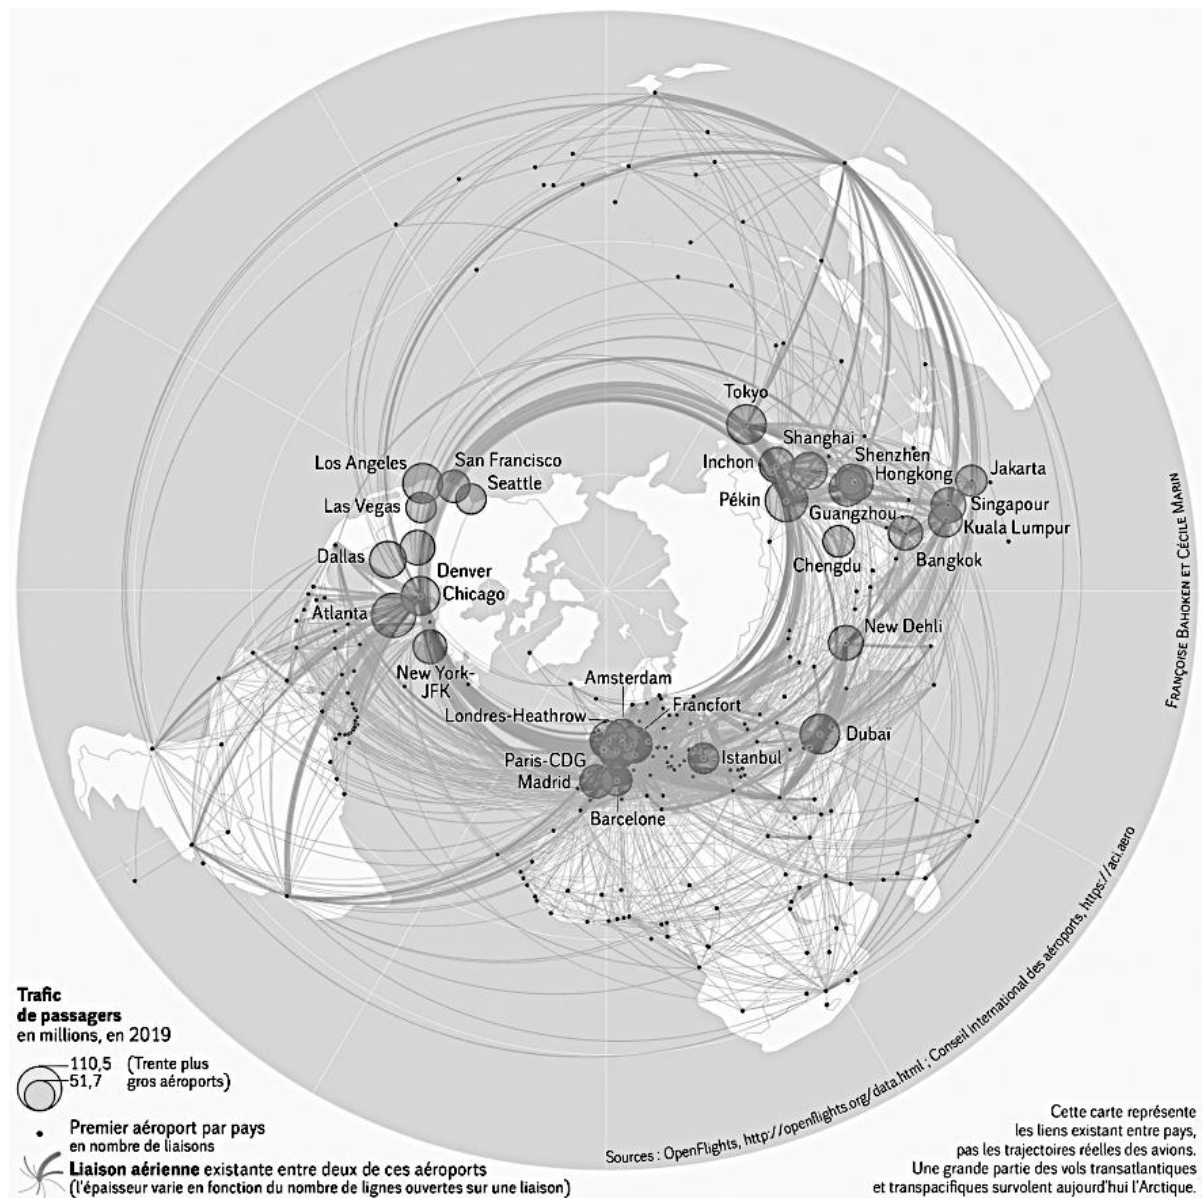 Tokyo
Shanghai
Inchon
Shenzhen
Hongkong
Jakarta
Pékin
Guangzhou
Singapour
Kuala Lumpur
Chengdu
Bangkok
New Dehli
Los Angeles
San Francisco
Seattle
Las Vegas
Dallas
Denver
Chicago
Atlanta
New York-
JFK
Amsterdam
Londres-Heathrow
Francfort
Paris-CDG
Madrid
Istanbul
Dubaï
Barcelone
FRANÇOISE BAHOKEN ET CÉCILE MARIN
Trafic
de passagers
en millions, en 2019
110,5 (Trente plus
51,7 gros aéroports)
Premier aéroport par pays
en nombre de liaisons
Liaison aérienne existante entre deux de ces aéroports
(l'épaisseur varie en fonction du nombre de lignes ouvertes sur une liaison)
Sources : OpenFlights, http://openflights.org/data.html ; Conseil international des aéroports, https://aci.aero
Cette carte représente
les liens existant entre pays,
pas les trajectoires réelles des avions.
Une grande partie des vols transatlantiques
et transpacifiques survolent aujourd'hui l'Arctique.